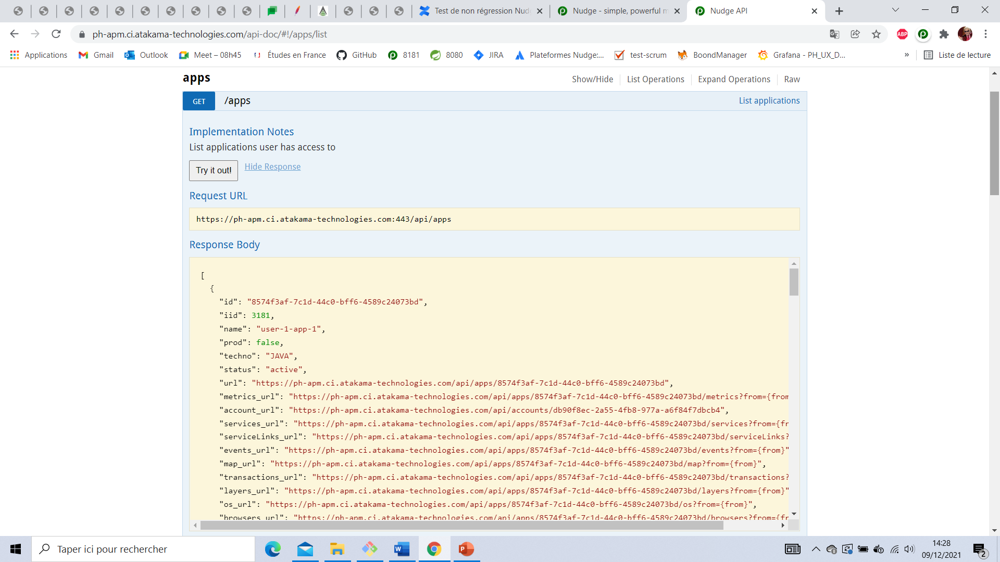 Test de non régression Nud
Nudge - simple, powerful m
Nudge API
ph-apm.ci.atakama-technologies.com/api-doc/#!/apps/list
ABP
Applications
Gmail
Outlook
Meet – 08h45
Études en France
GitHub
8181
8080
JIRA
Plateformes Nudge:...
test-scrum
BoondManager
Grafana - PH_UX_D...
»
Liste de lecture
apps
Show/Hide
List Operations
Expand Operations
Raw
GET
/apps
List applications
Implementation Notes
List applications user has access to
Try it out!
Hide Response
Request URL
https://ph-apm.ci.atakama-technologies.com:443/api/apps
Response Body
[
{
"id": "8574f3af-7c1d-44c0-bff6-4589c24073bd",
"iid": 3181,
"name": "user-1-app-1",
"prod": false,
"techno": "JAVA",
"status": "active",
"url": "https://ph-apm.ci.atakama-technologies.com/api/apps/8574f3af-7c1d-44c0-bff6-4589c24073bd",
"metrics_url": "https://ph-apm.ci.atakama-technologies.com/api/apps/8574f3af-7c1d-44c0-bff6-4589c24073bd/metrics?from={from
"account_url": "https://ph-apm.ci.atakama-technologies.com/api/accounts/db90f8ec-2a55-4fb8-977a-a6f84f7dbcb4",
"services_url": "https://ph-apm.ci.atakama-technologies.com/api/apps/8574f3af-7c1d-44c0-bff6-4589c24073bd/services?from={fr
"serviceLinks_url": "https://ph-apm.ci.atakama-technologies.com/api/apps/8574f3af-7c1d-44c0-bff6-4589c24073bd/serviceLinks?
"events_url": "https://ph-apm.ci.atakama-technologies.com/api/apps/8574f3af-7c1d-44c0-bff6-4589c24073bd/events?from={from}"
"map_url": "https://ph-apm.ci.atakama-technologies.com/api/apps/8574f3af-7c1d-44c0-bff6-4589c24073bd/map?from={from}",
"transactions_url": "https://ph-apm.ci.atakama-technologies.com/api/apps/8574f3af-7c1d-44c0-bff6-4589c24073bd/transactions?
"layers_url": "https://ph-apm.ci.atakama-technologies.com/api/apps/8574f3af-7c1d-44c0-bff6-4589c24073bd/layers?from={from}"
"os_url": "https://ph-apm.ci.atakama-technologies.com/api/apps/8574f3af-7c1d-44c0-bff6-4589c24073bd/os?from={from}",
"browsers_url": "https://ph-apm.ci.atakama-technologies.com/api/apps/8574f3af-7c1d-44c0-bff6-4589c24073bd/browsers?from={fr
Taper ici pour rechercher
14:28
09/12/2021
2